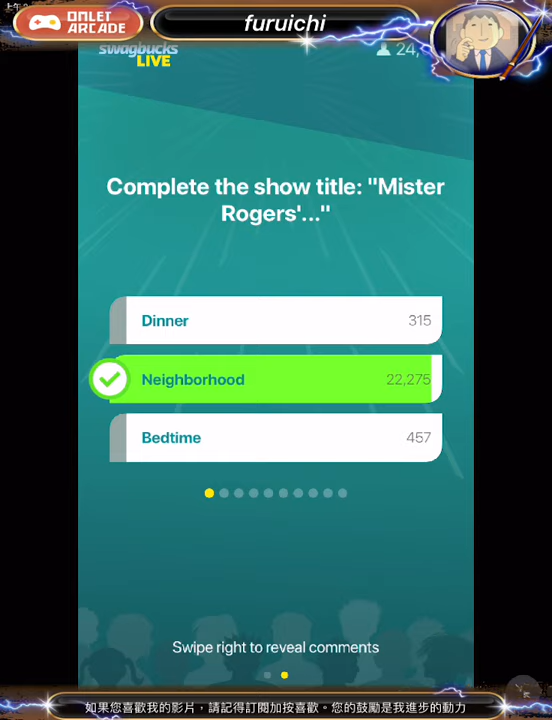 OMLET
ARCADE
furuichi
swagbucks
LIVE
24,
Complete the show title: "Mister
Rogers'..."
Dinner
315
Neighborhood
22,275
Bedtime
457
Swipe right to reveal comments
如果您喜歡我的影片，請記得訂閱加按喜歡。您的鼓勵是我進步的動力